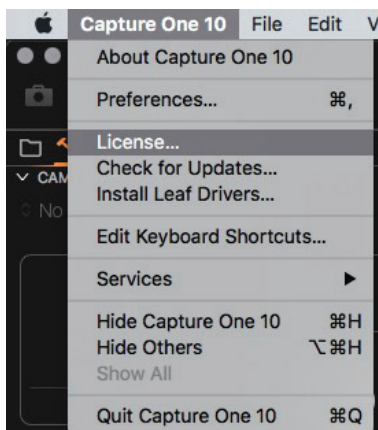 Capture One 10 File Edit
About Capture One 10
Preferences... ⌘,
License...
CAM
Check for Updates...
No
Install Leaf Drivers...
Edit Keyboard Shortcuts...
Services ▶
Hide Capture One 10 ⌘H
Hide Others ⌥⌘H
Show All
Quit Capture One 10 ⌘Q